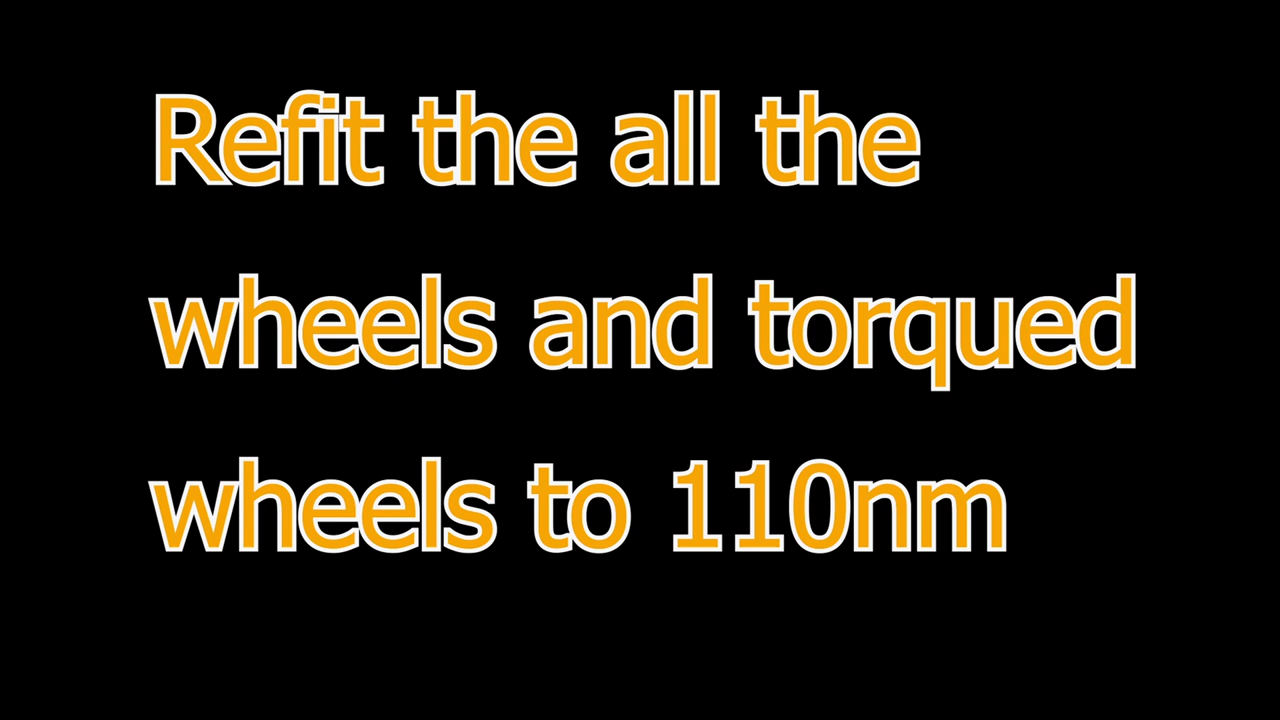 Refit the all the
wheels and torqued
wheels to 110nm